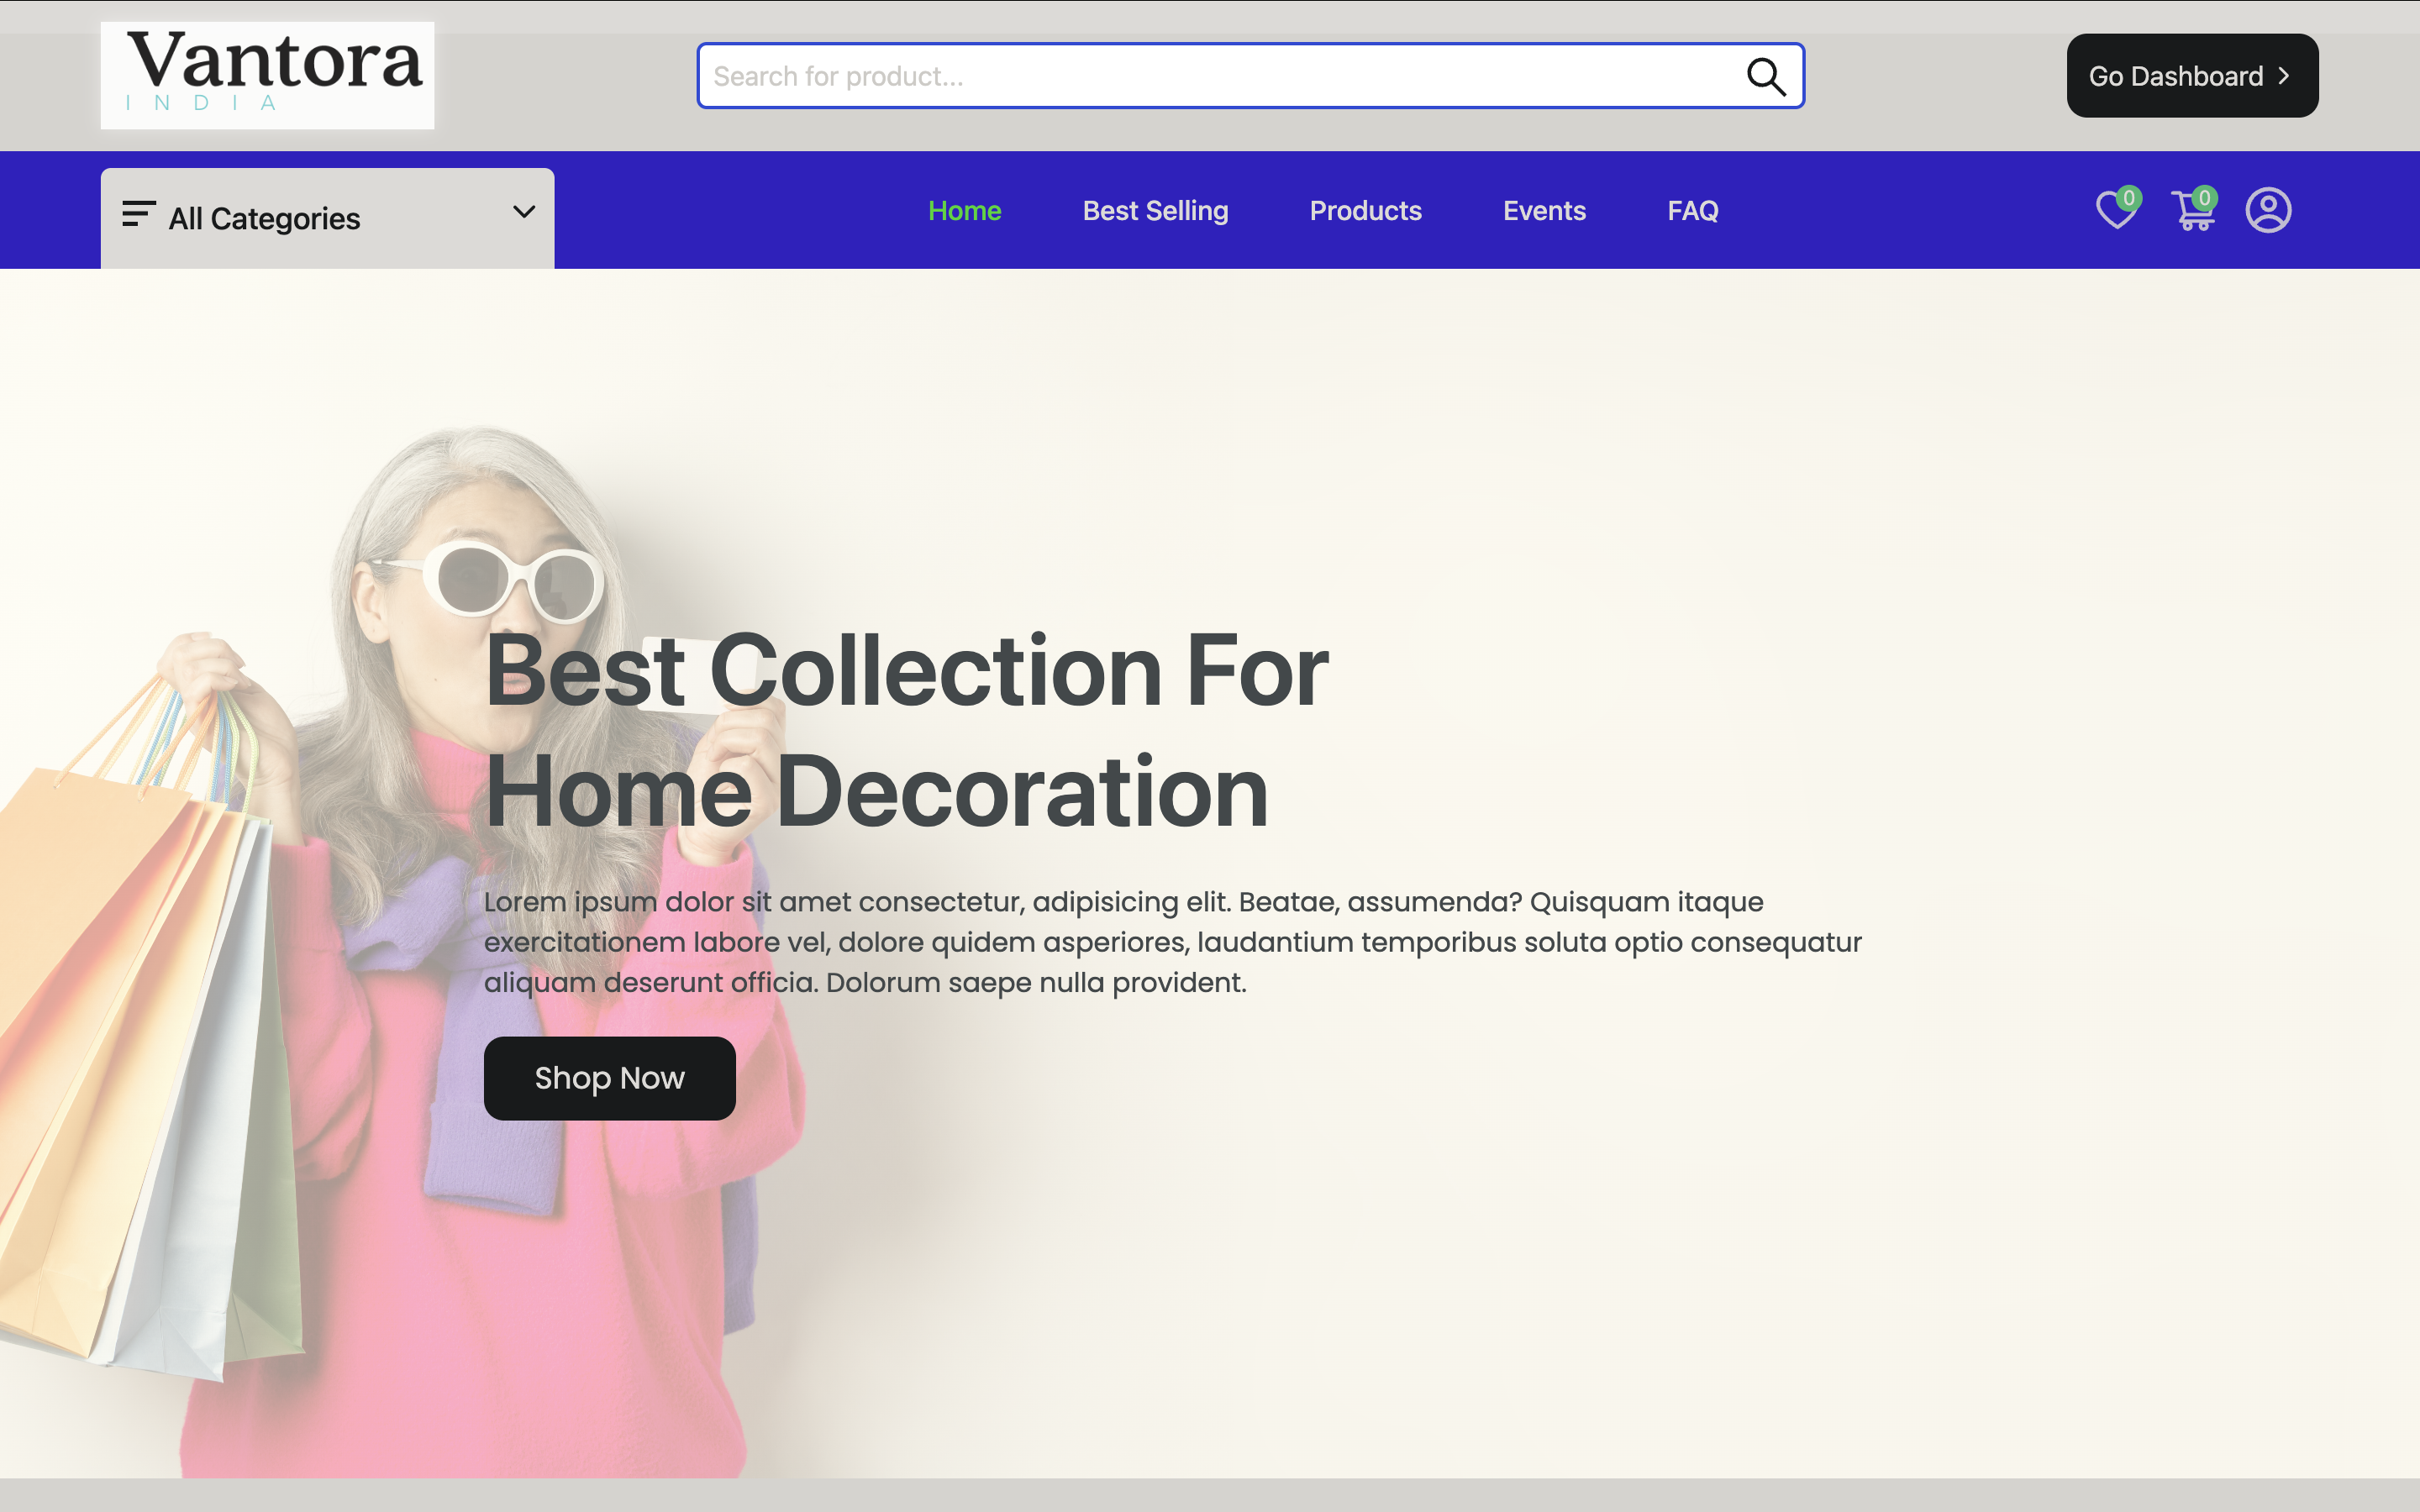 Vantora
INDIA
Search for product...
Go Dashboard
All Categories
Home
Best Selling
Products
Events
FAQ
0
0
Best Collection For
Home Decoration
Lorem ipsum dolor sit amet consectetur, adipisicing elit. Beatae, assumenda? Quisquam itaque
exercitationem labore vel, dolore quidem asperiores, laudantium temporibus soluta optio consequatur
aliquam deserunt officia. Dolorum saepe nulla provident.
Shop Now